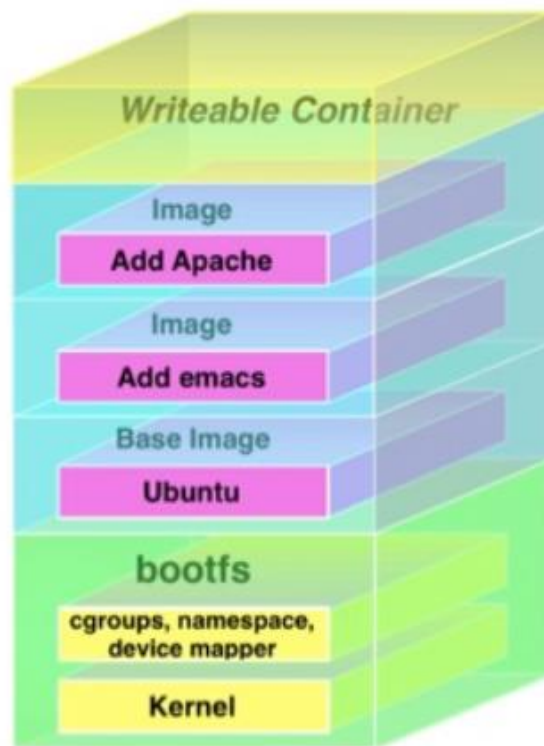 Writeable Container
Image
Add Apache
Image
Add emacs
Base Image
Ubuntu
bootfs
cgroups, namespace,
device mapper
Kernel